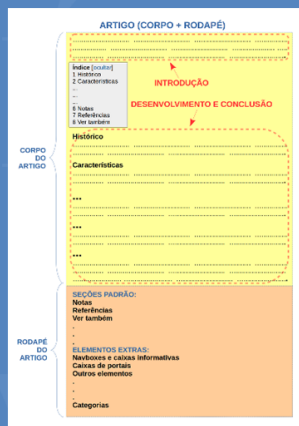 ARTIGO (CORPO + RODAPÉ)
Índice [ocultar]
1 Histórico
2 Características
...
...
...
6 Notas
7 Referências
8 Ver também
INTRODUÇÃO
DESENVOLVIMENTO E CONCLUSÃO
CORPO
DO
ARTIGO
Histórico
Características
...
...
...
RODAPÉ
DO
ARTIGO
SEÇÕES PADRÃO:
Notas
Referências
Ver também
.
.
.
ELEMENTOS EXTRAS:
Navboxes e caixas informativas
Caixas de portais
Outros elementos
.
.
.
Categorias